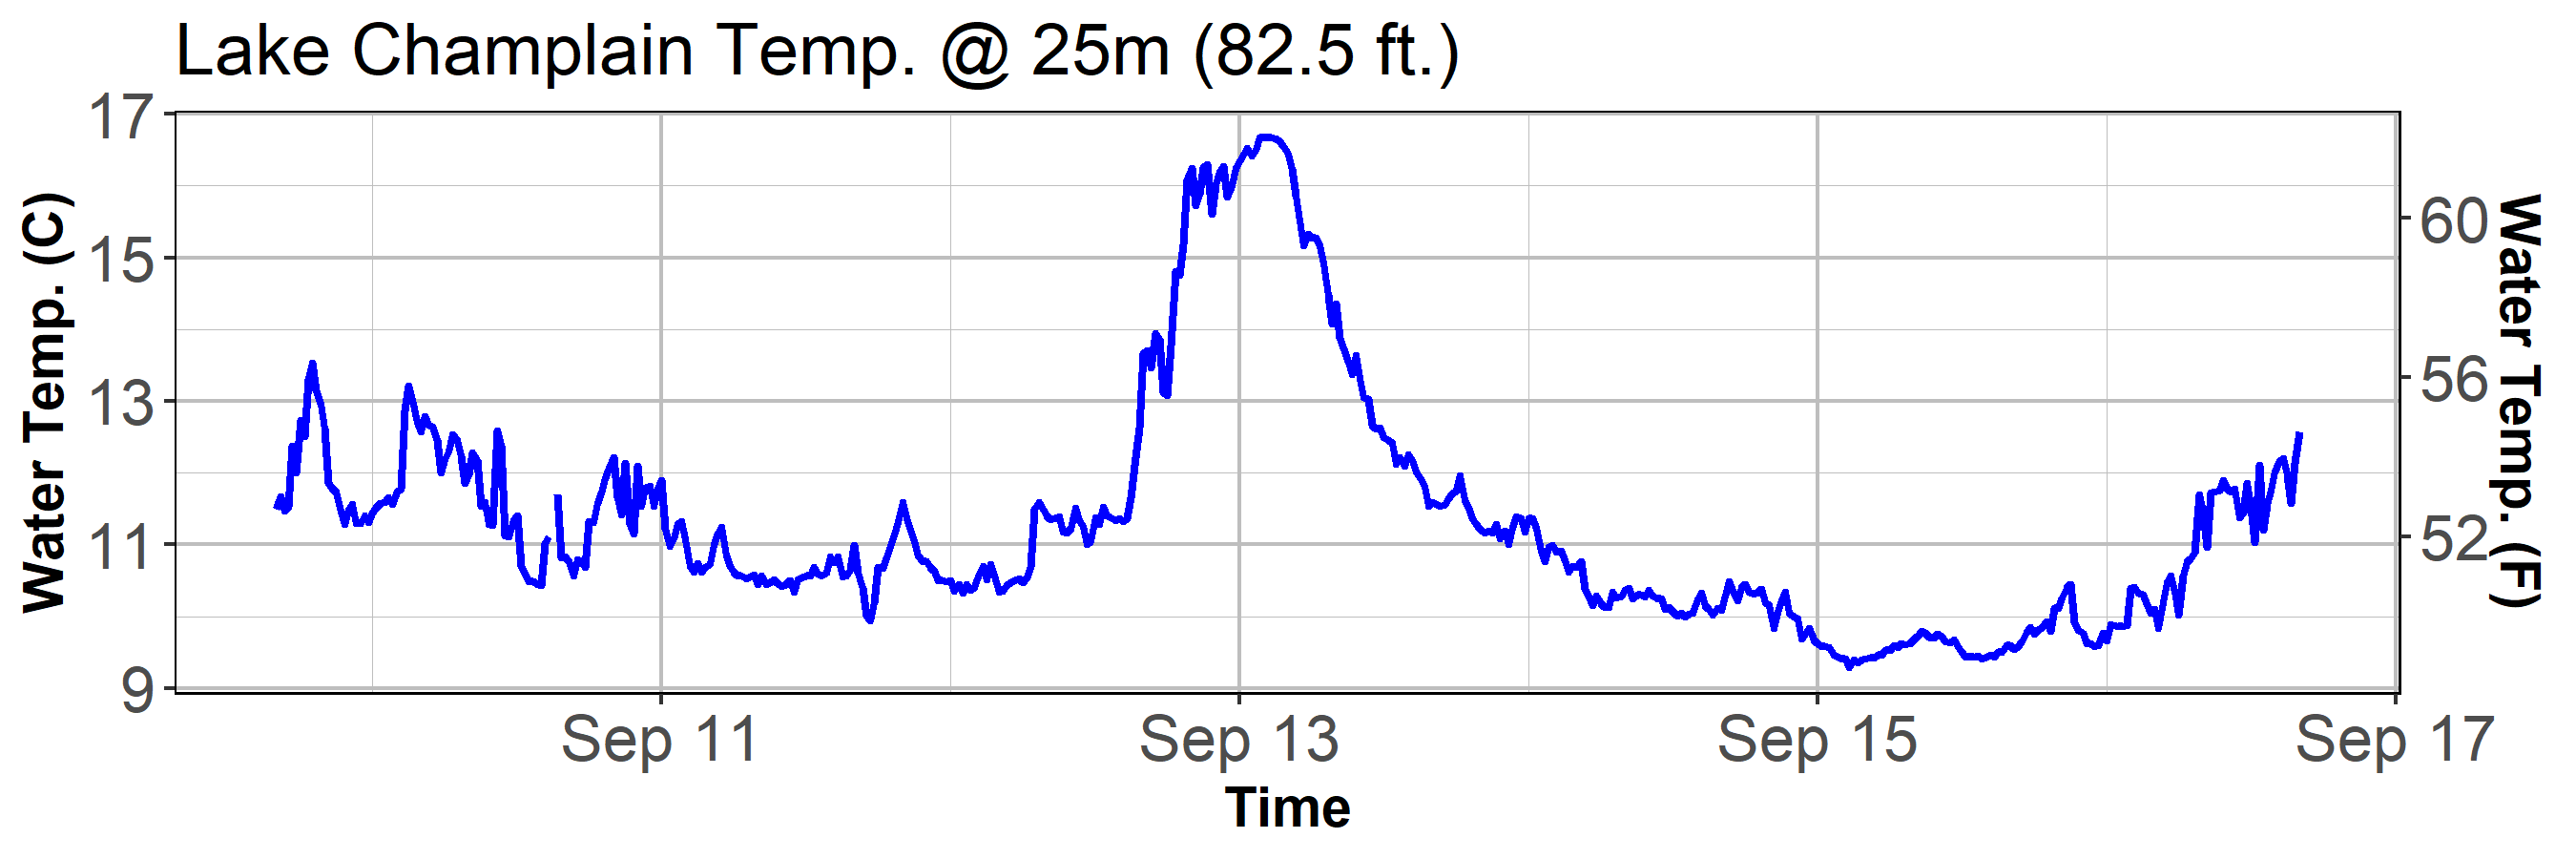 Lake Champlain Temp. @ 25m (82.5 ft.)
Water Temp. (C)
17
15
13
11
9
60
56
52
Water Temp. (F)
Sep 11 Sep 13 Sep 15 Sep 17
Time